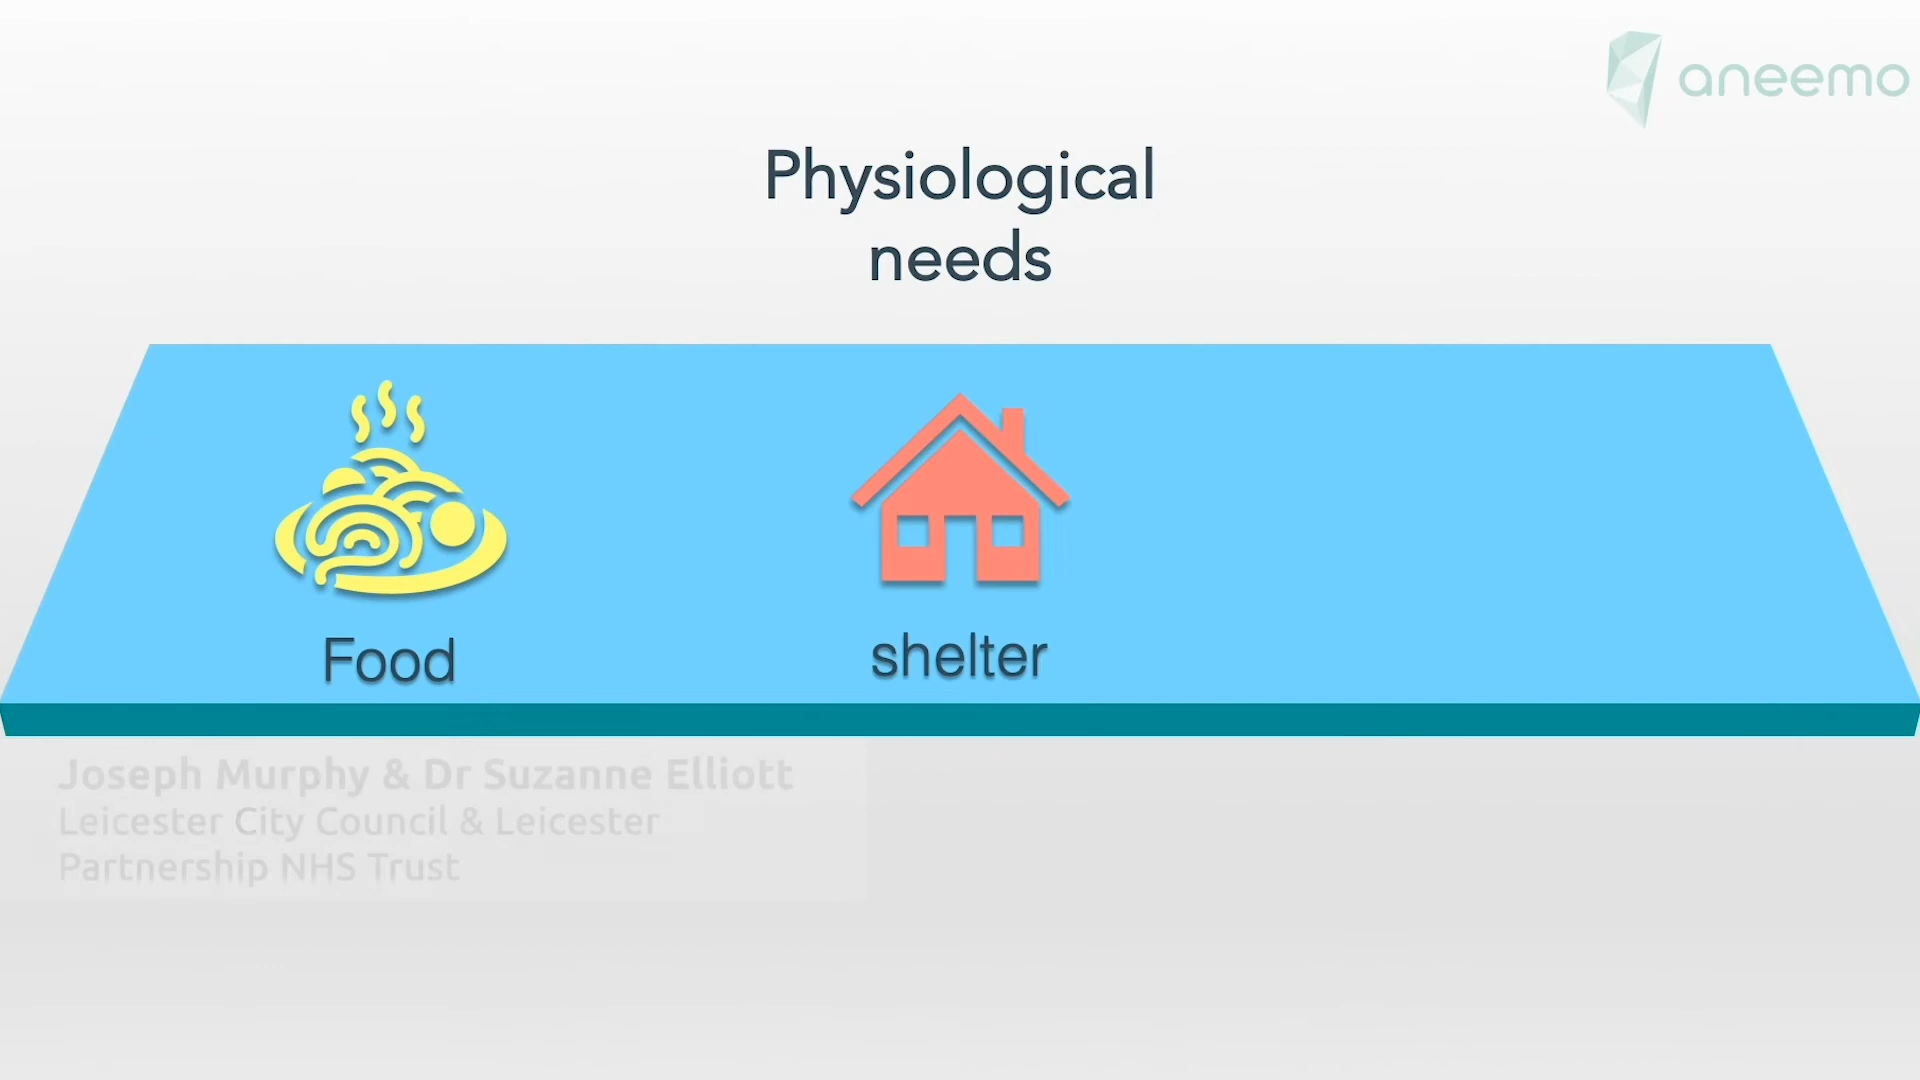 aneemo
Physiological
needs
Food
shelter
Joseph Murphy & Dr Suzanne Elliott
Leicester City Council & Leicester
Partnership NHS Trust